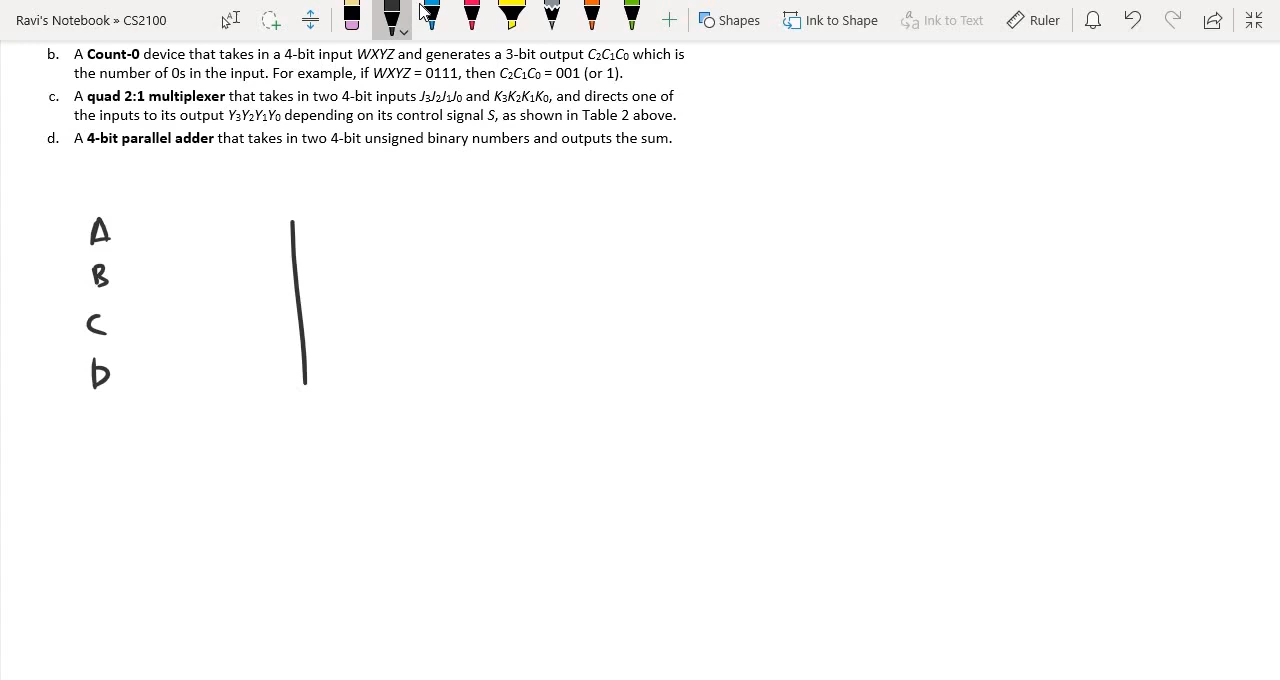 Ravi's Notebook » CS2100
Shapes
Ink to Shape
Ink to Text
Ruler
b. A Count-0 device that takes in a 4-bit input WXYZ and generates a 3-bit output C₂C₁C₀ which is
the number of 0s in the input. For example, if WXYZ = 0111, then C₂C₁C₀ = 001 (or 1).
c. A quad 2:1 multiplexer that takes in two 4-bit inputs J₃J₂J₁J₀ and K₃K₂K₁K₀, and directs one of
the inputs to its output Y₃Y₂Y₁Y₀ depending on its control signal S, as shown in Table 2 above.
d. A 4-bit parallel adder that takes in two 4-bit unsigned binary numbers and outputs the sum.
A
B
C
D